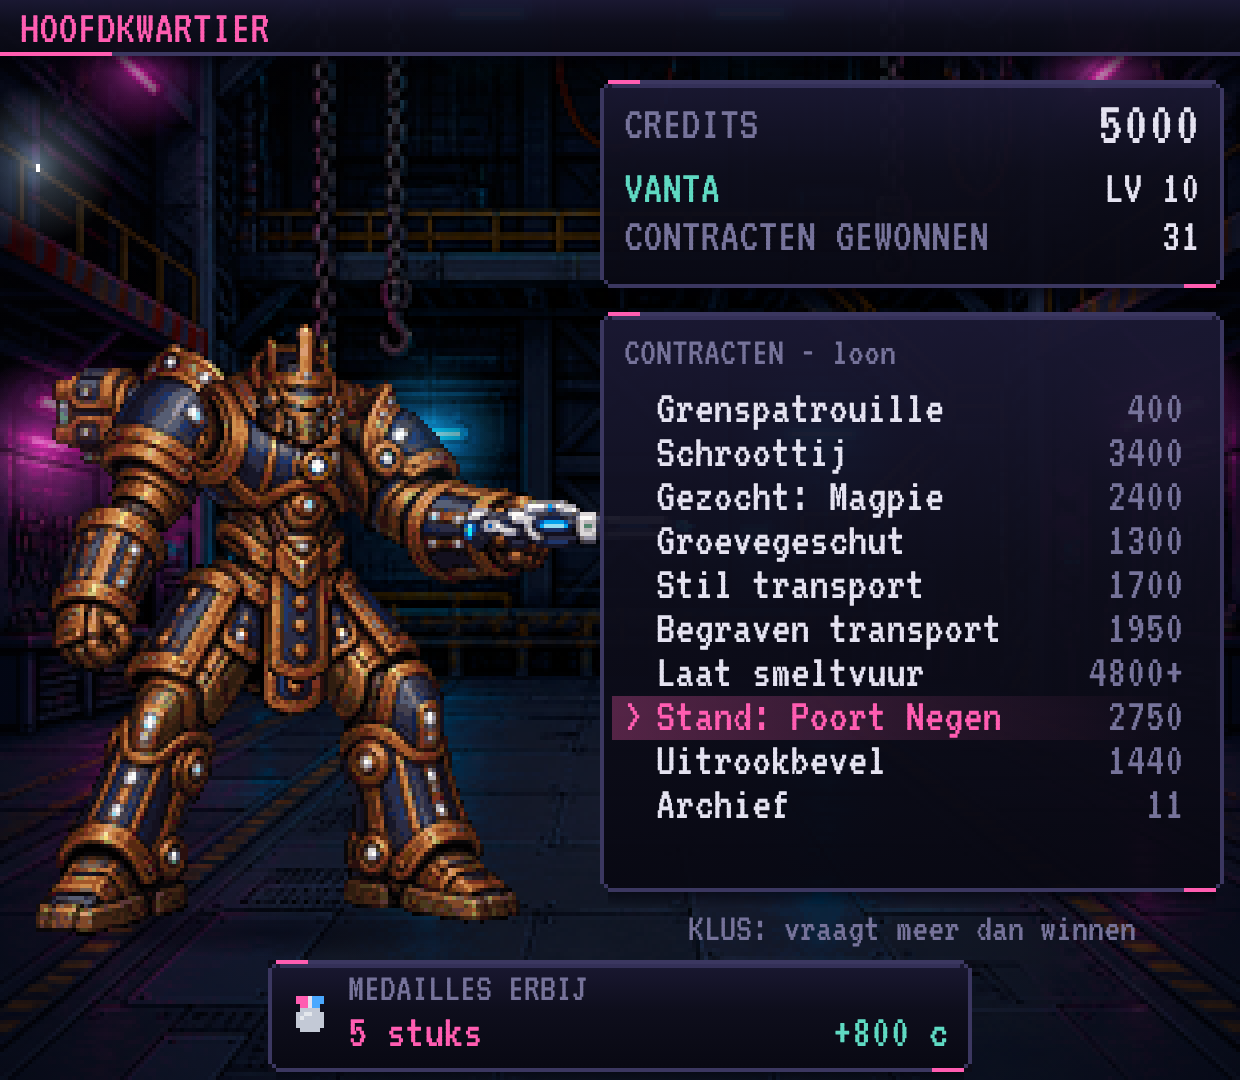 HOOFDKWARTIER
CREDITS 5000
VANTA LV 10
CONTRACTEN GEWONNEN 31
CONTRACTEN - loon
Grenspatrouille 400
Schroottij 3400
Gezocht: Magpie 2400
Groevegeschut 1300
Stil transport 1700
Begraven transport 1950
Laat smeltvuur 4800+
> Stand: Poort Negen 2750
Uitrookbevel 1440
Archief 11
KLUS: vraagt meer dan winnen
MEDAILLES ERBIJ
5 stuks +800 c